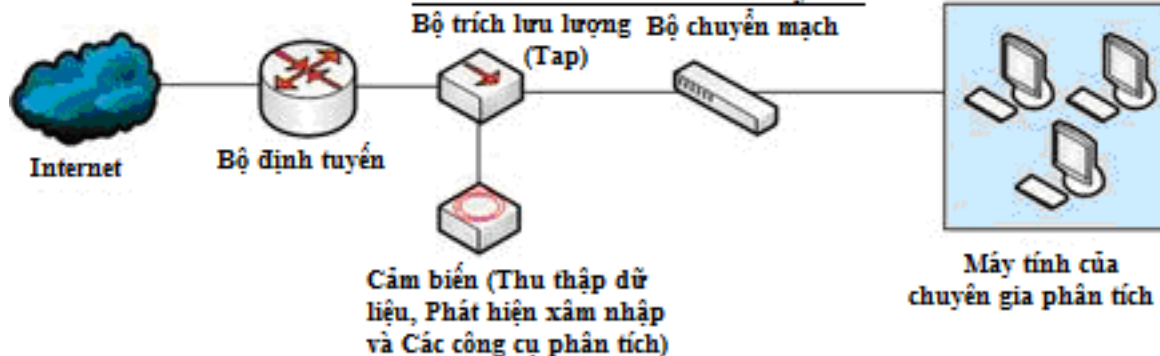 Bộ trích lưu lượng
(Tap)
Bộ chuyển mạch
Internet
Bộ định tuyến
Cảm biến (Thu thập dữ
liệu, Phát hiện xâm nhập
và Các công cụ phân tích)
Máy tính của
chuyên gia phân tích